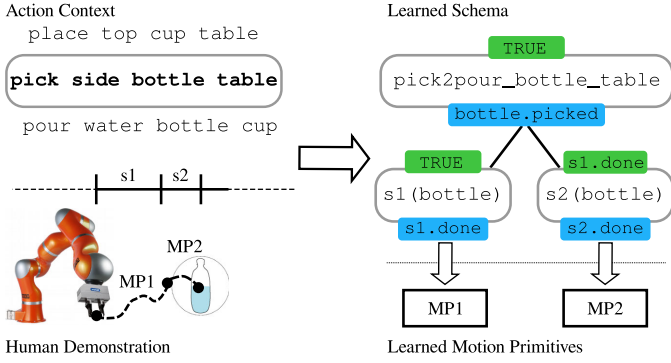 Action Context
place top cup table
pick side bottle table
pour water bottle cup
s1 s2
MP1
MP2
Human Demonstration
Learned Schema
TRUE
pick2pour_bottle_table
bottle.picked
TRUE
s1(bottle)
s1.done
s1.done
s2(bottle)
s2.done
MP1
MP2
Learned Motion Primitives